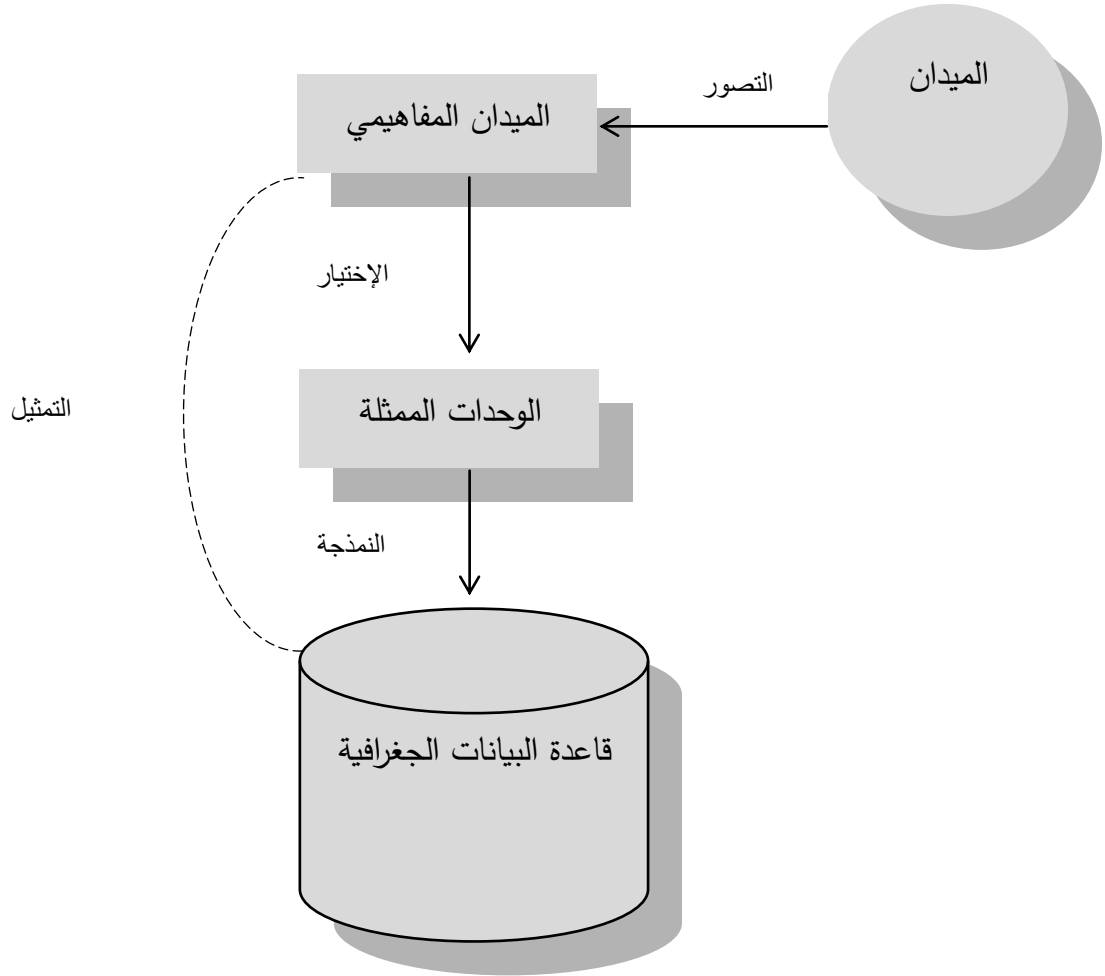 الميدان
التصور
الميدان المفاهيمي
الإختيار
الوحدات الممثلة
التمثيل
النمذجة
قاعدة البيانات الجغرافية